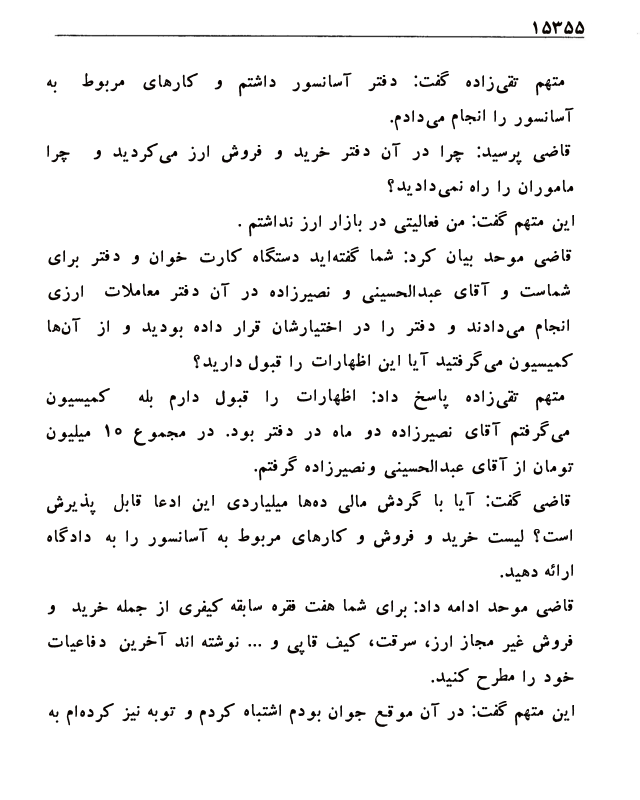 ۱۵۳۵۵
متهم تقی‌زاده گفت: دفتر آسانسور داشتم و کارهای مربوط به
آسانسور را انجام می‌دادم.
قاضی پرسید: چرا در آن دفتر خرید و فروش ارز می‌کردید و چرا
ماموران را راه نمی‌دادید؟
این متهم گفت: من فعالیتی در بازار ارز نداشتم .
قاضی موحد بیان کرد: شما گفته‌اید دستگاه کارت خوان و دفتر برای
شماست و آقای عبدالحسینی و نصیرزاده در آن دفتر معاملات ارزی
انجام می‌دادند و دفتر را در اختیارشان قرار داده بودید و از آن‌ها
کمیسیون می‌گرفتید آیا این اظهارات را قبول دارید؟
متهم تقی‌زاده پاسخ داد: اظهارات را قبول دارم بله کمیسیون
می‌گرفتم آقای نصیرزاده دو ماه در دفتر بود. در مجموع ۱۵ میلیون
تومان از آقای عبدالحسینی ونصیرزاده گرفتم.
قاضی گفت: آیا با گردش مالی ده‌ها میلیاردی این ادعا قابل پذیرش
است؟ لیست خرید و فروش و کارهای مربوط به آسانسور را به دادگاه
ارائه دهید.
قاضی موحد ادامه داد: برای شما هفت فقره سابقه کیفری از جمله خرید و
فروش غیر مجاز ارز، سرقت، کیف قاپی و ... نوشته اند آخرین دفاعیات
خود را مطرح کنید.
این متهم گفت: در آن موقع جوان بودم اشتباه کردم و توبه نیز کرده‌ام به